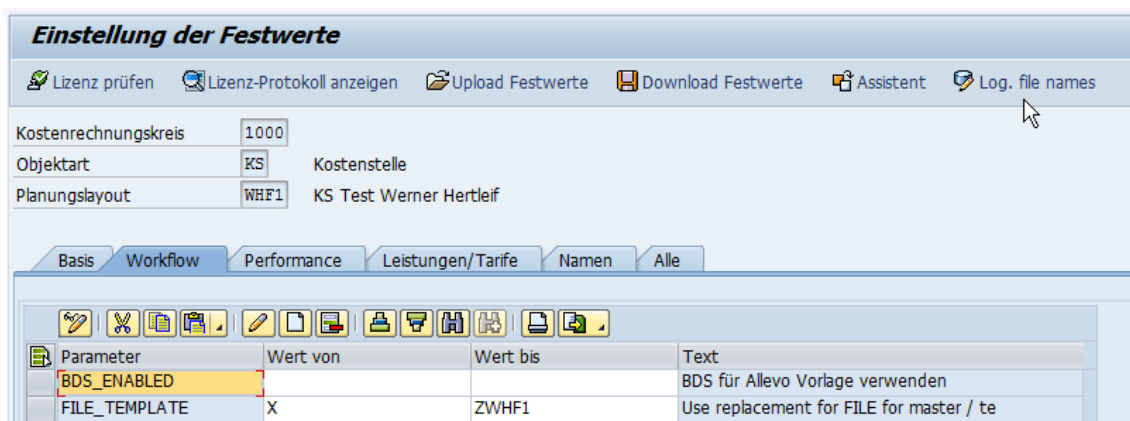 Einstellung der Festwerte
Lizenz prüfen Lizenz-Protokoll anzeigen Upload Festwerte Download Festwerte Assistent Log. file names
Kostenrechnungskreis 1000
Objektart KS Kostenstelle
Planungslayout WHF1 KS Test Werner Hertleif
Basis Workflow Performance Leistungen/Tarife Namen Alle
Parameter Wert von Wert bis Text
BDS_ENABLED BDS für Allevo Vorlage verwenden
FILE_TEMPLATE X ZWHF1 Use replacement for FILE for master / te